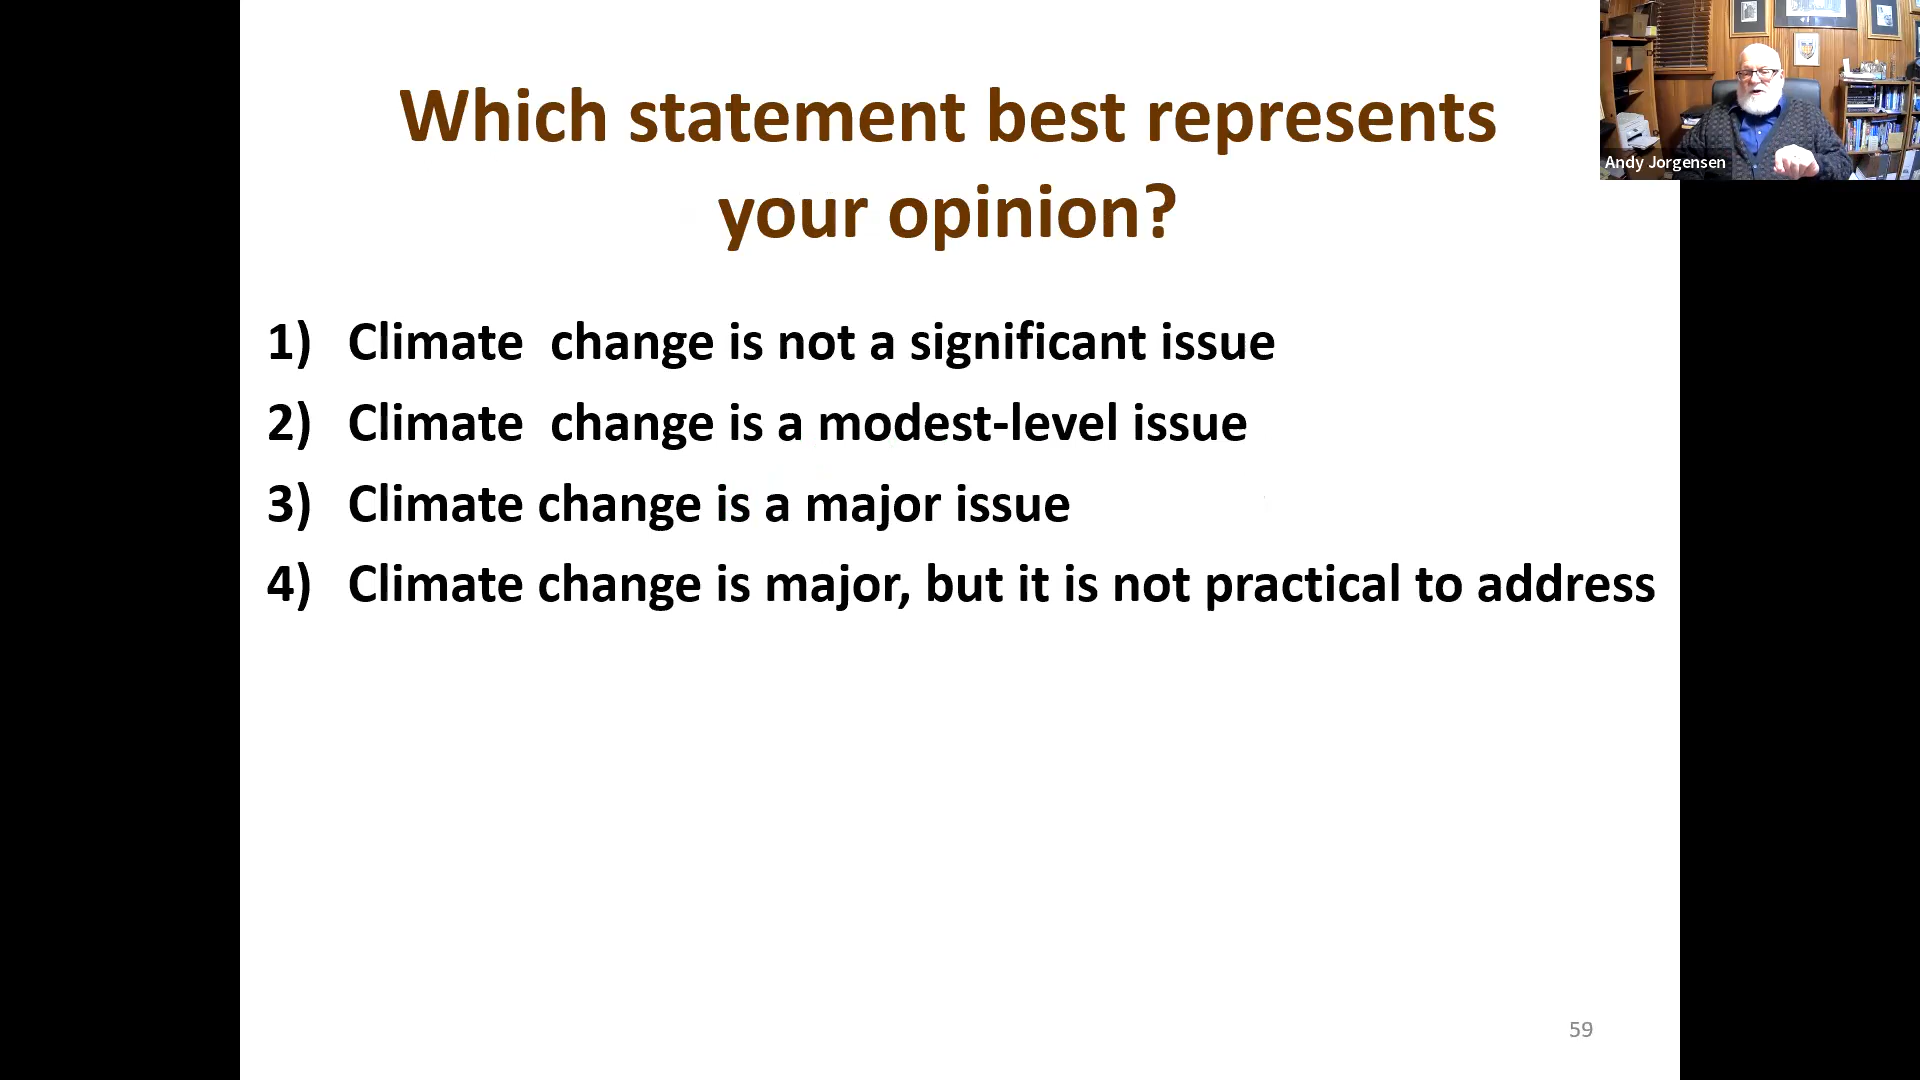 Which statement best represents
your opinion?
Andy Jorgensen
1) Climate  change is not a significant issue
2) Climate  change is a modest-level issue
3) Climate change is a major issue
4) Climate change is major, but it is not practical to address
59